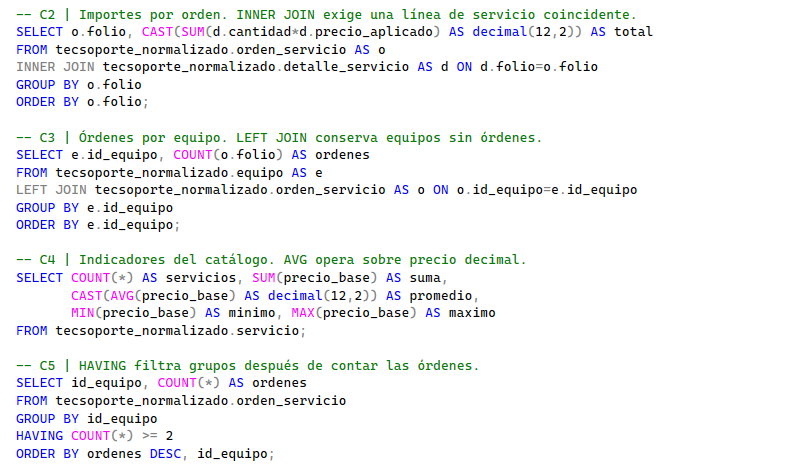 -- C2 | Importes por orden. INNER JOIN exige una línea de servicio coincidente.
SELECT o.folio, CAST(SUM(d.cantidad*d.precio_aplicado) AS decimal(12,2)) AS total
FROM tecsoporte_normalizado.orden_servicio AS o
INNER JOIN tecsoporte_normalizado.detalle_servicio AS d ON d.folio=o.folio
GROUP BY o.folio
ORDER BY o.folio;

-- C3 | Órdenes por equipo. LEFT JOIN conserva equipos sin órdenes.
SELECT e.id_equipo, COUNT(o.folio) AS ordenes
FROM tecsoporte_normalizado.equipo AS e
LEFT JOIN tecsoporte_normalizado.orden_servicio AS o ON o.id_equipo=e.id_equipo
GROUP BY e.id_equipo
ORDER BY e.id_equipo;

-- C4 | Indicadores del catálogo. AVG opera sobre precio decimal.
SELECT COUNT(*) AS servicios, SUM(precio_base) AS suma,
       CAST(AVG(precio_base) AS decimal(12,2)) AS promedio,
       MIN(precio_base) AS minimo, MAX(precio_base) AS maximo
FROM tecsoporte_normalizado.servicio;

-- C5 | HAVING filtra grupos después de contar las órdenes.
SELECT id_equipo, COUNT(*) AS ordenes
FROM tecsoporte_normalizado.orden_servicio
GROUP BY id_equipo
HAVING COUNT(*) >= 2
ORDER BY ordenes DESC, id_equipo;